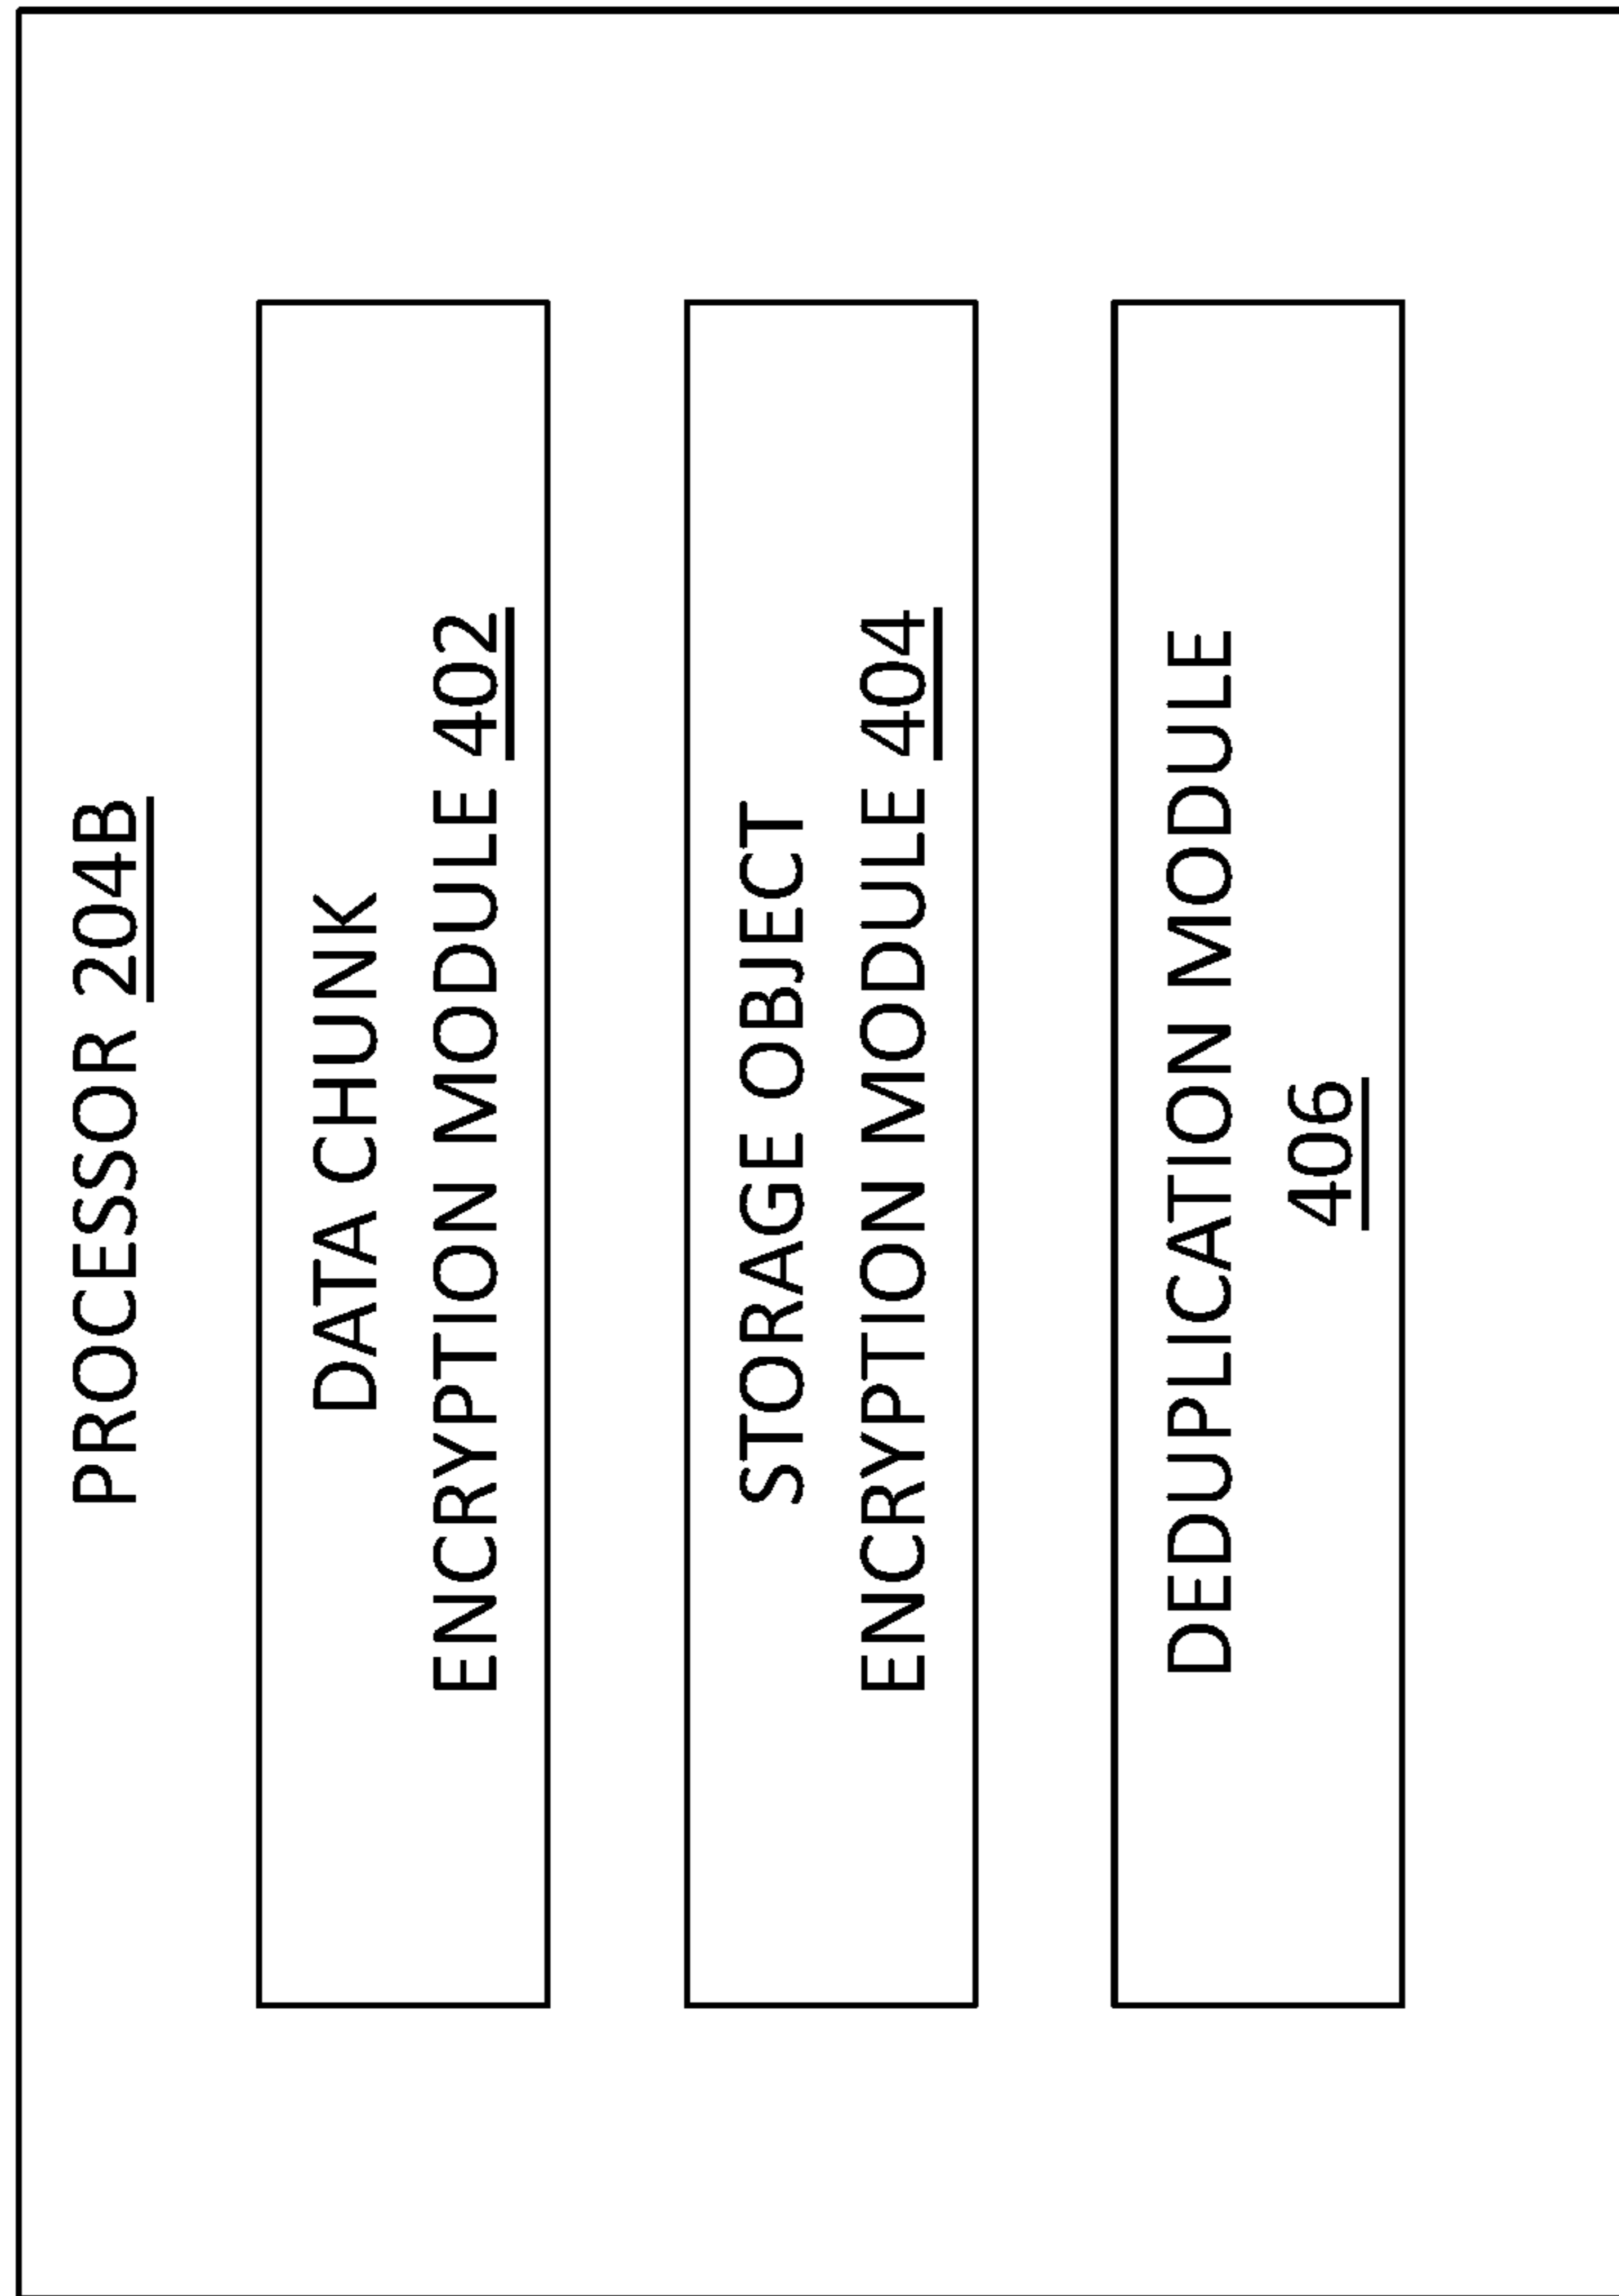 PROCESSOR 204B
DATA CHUNK
ENCRYPTION MODULE 402
STORAGE OBJECT
ENCRYPTION MODULE 404
DEDUPLICATION MODULE
406